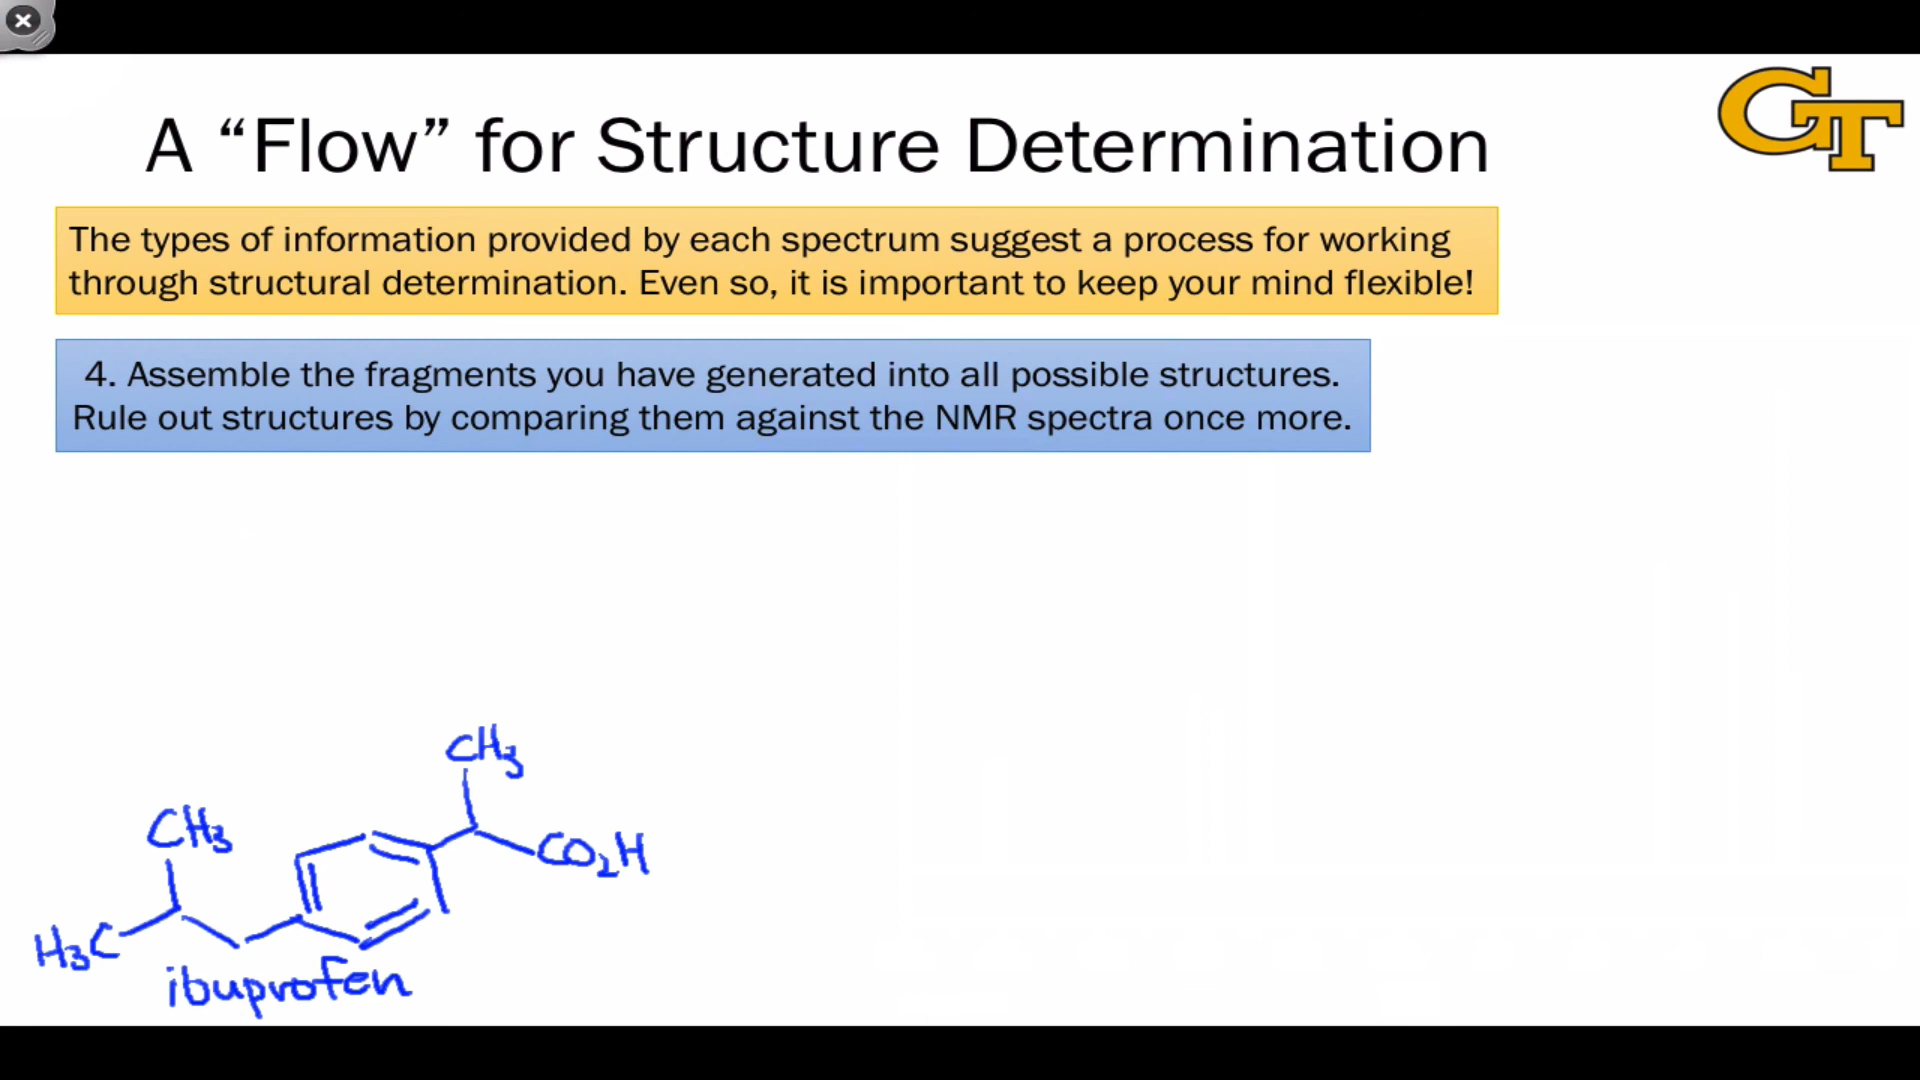 GT
A “Flow” for Structure Determination
The types of information provided by each spectrum suggest a process for working
through structural determination. Even so, it is important to keep your mind flexible!
4. Assemble the fragments you have generated into all possible structures.
Rule out structures by comparing them against the NMR spectra once more.
CH₃
CH₃
CO₂H
H₃C
ibuprofen